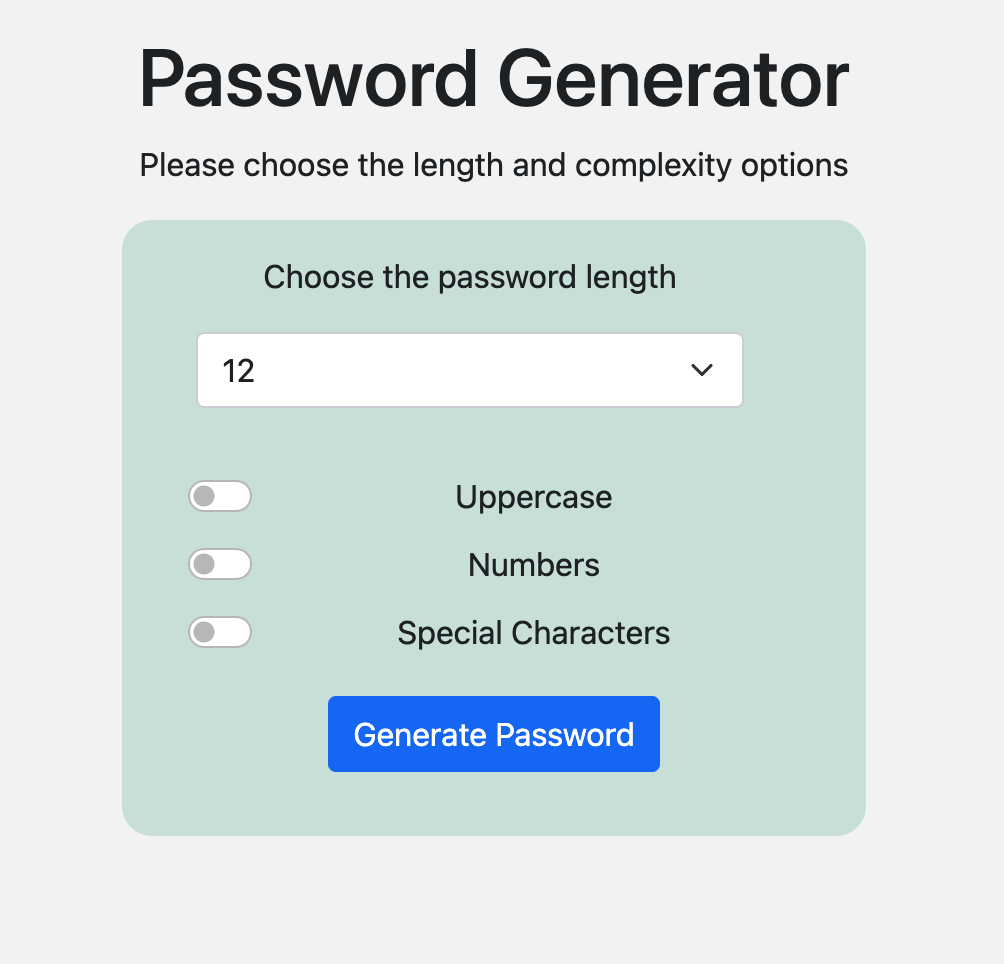 Password Generator
Please choose the length and complexity options
Choose the password length
12
Uppercase
Numbers
Special Characters
Generate Password